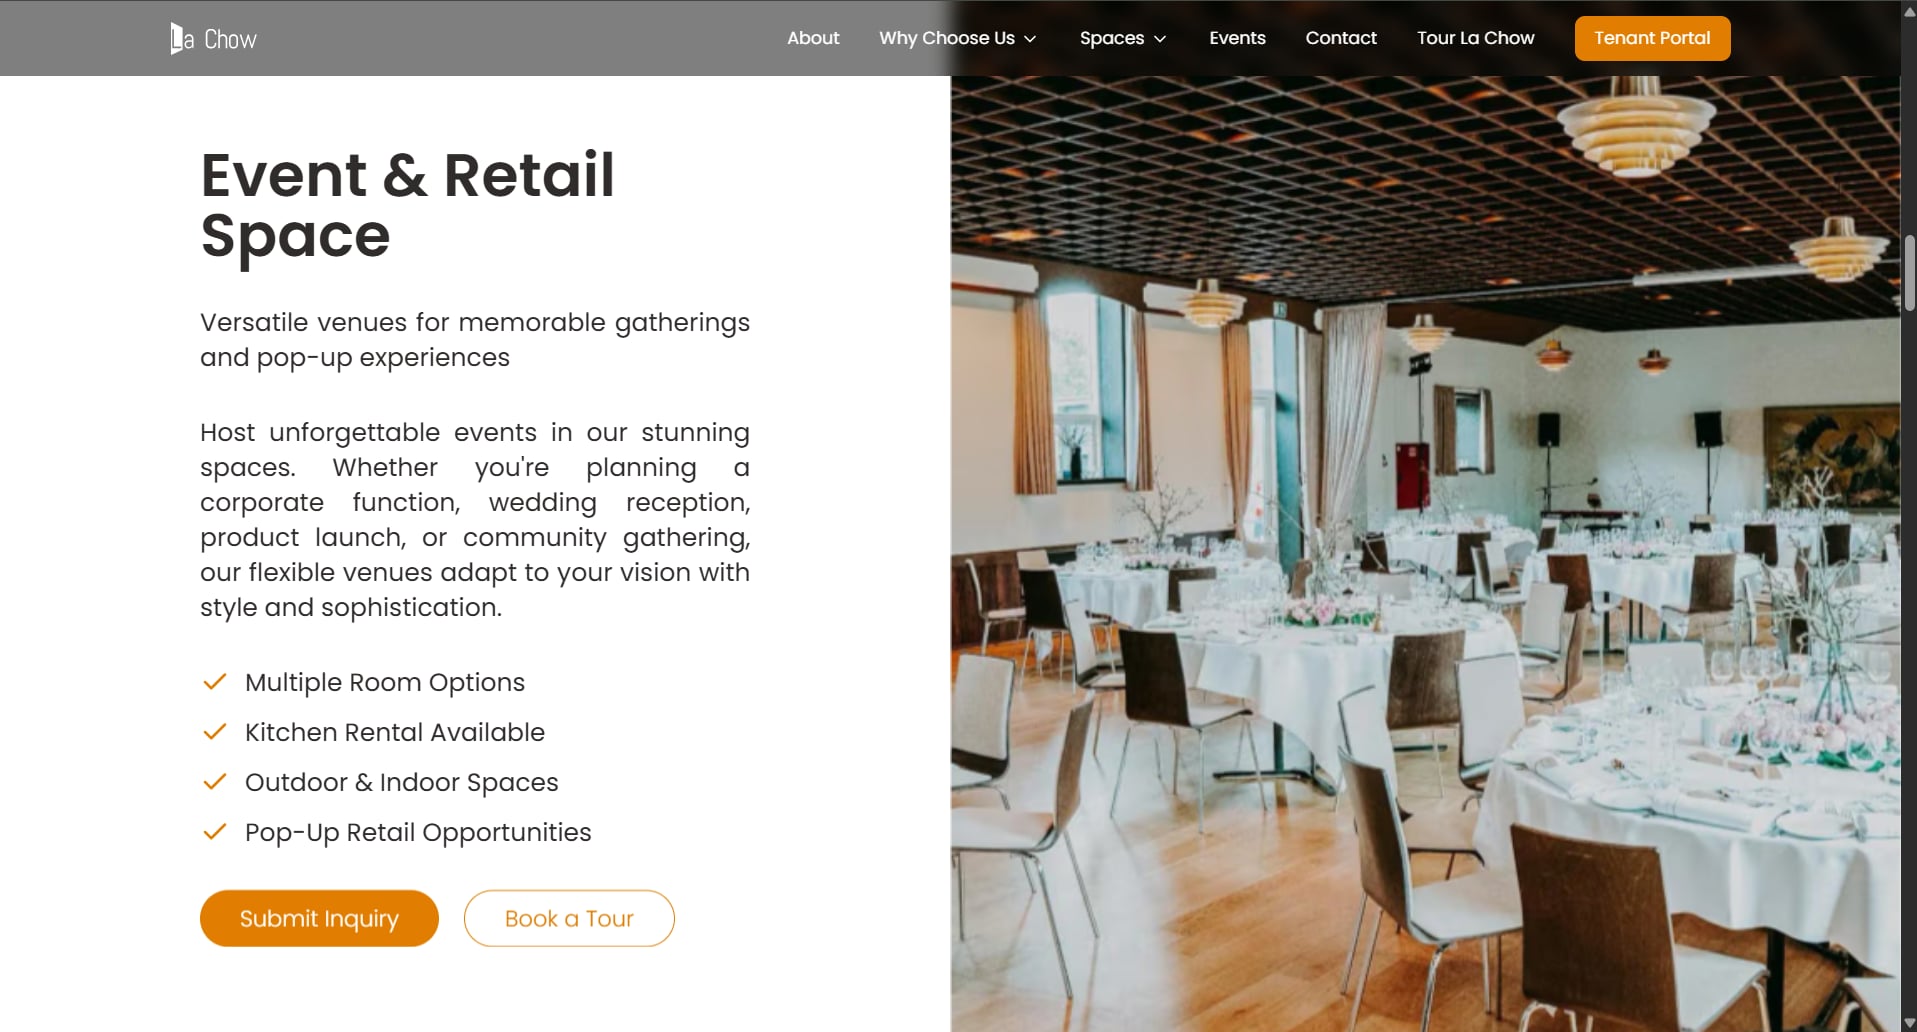 La Chow
About
Why Choose Us
Spaces
Events
Contact
Tour La Chow
Tenant Portal
Event & Retail
Space
Versatile venues for memorable gatherings
and pop-up experiences
Host unforgettable events in our stunning
spaces. Whether you're planning a
corporate function, wedding reception,
product launch, or community gathering,
our flexible venues adapt to your vision with
style and sophistication.
Multiple Room Options
Kitchen Rental Available
Outdoor & Indoor Spaces
Pop-Up Retail Opportunities
Submit Inquiry
Book a Tour